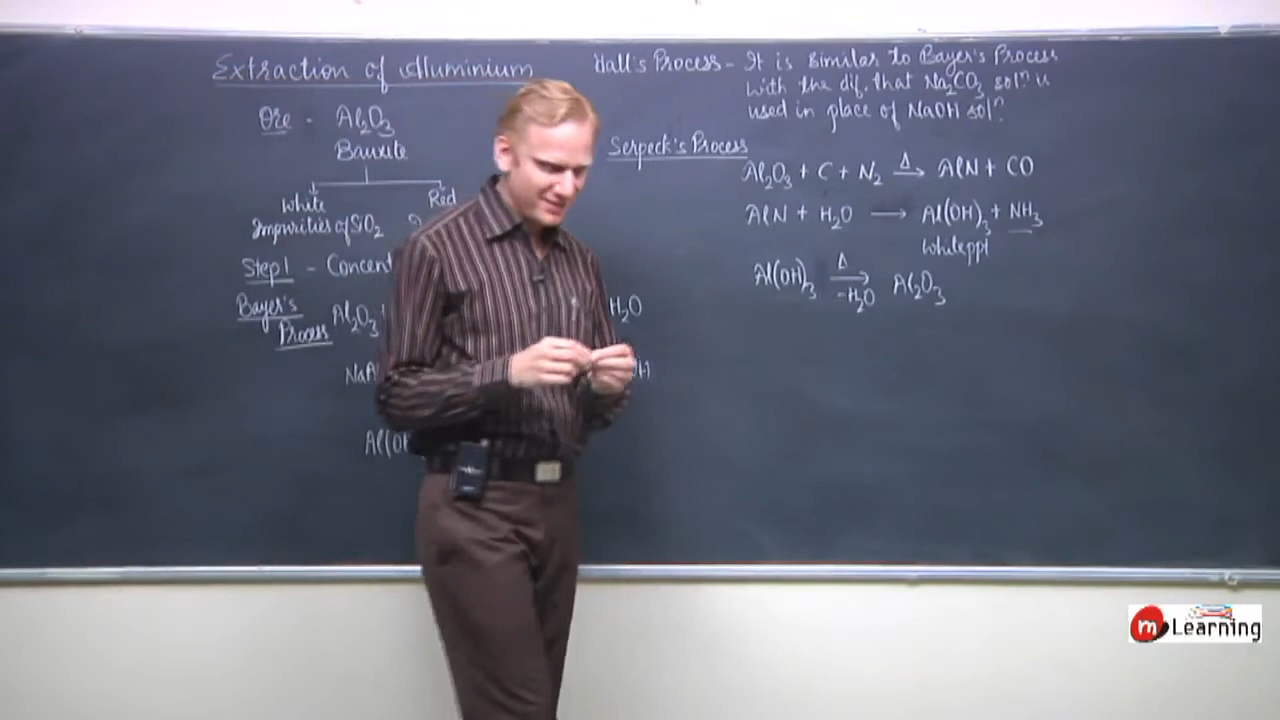 Extraction of Aluminium
Ore - Al₂O₃
Bauxite
White Red
Impurities of SiO₂
Step 1 - Concent
Bayer's
Process Al₂O₃ H₂O
NaAl
Al(OH
Hall's Process - It is similar to Bayer's Process
with the dif. that Na₂CO₃ solⁿ is
used in place of NaOH solⁿ.
Serpeck's Process
Al₂O₃ + C + N₂ —Δ→ AlN + CO
AlN + H₂O ⟶ Al(OH)₃ + NH₃
White ppt
Al(OH)₃ —Δ/-H₂O→ Al₂O₃
m Learning